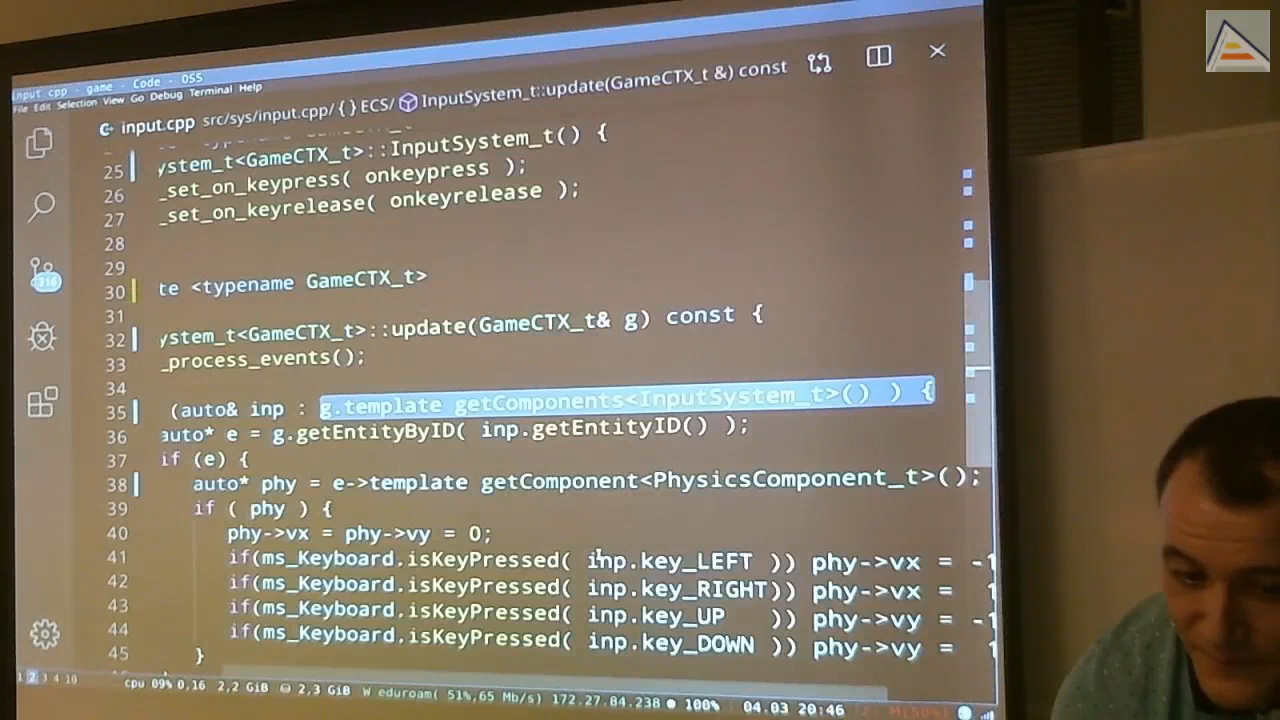 input.cpp - game - Code - OSS
File Edit Selection View Go Debug Terminal Help
input.cpp src/sys/input.cpp/ { } ECS/ InputSystem_t::update(GameCTX_t &) const
25 ystem_t<GameCTX_t>::InputSystem_t() {
26 _set_on_keypress( onkeypress );
27 _set_on_keyrelease( onkeyrelease );
28
29
30 te <typename GameCTX_t>
31
32 ystem_t<GameCTX_t>::update(GameCTX_t& g) const {
33 _process_events();
34
35 (auto& inp : g.template getComponents<InputSystem_t>() ) {
36 auto* e = g.getEntityByID( inp.getEntityID() );
37 if (e) {
38 auto* phy = e->template getComponent<PhysicsComponent_t>();
39 if ( phy ) {
40 phy->vx = phy->vy = 0;
41 if(ms_Keyboard.isKeyPressed( inp.key_LEFT )) phy->vx = -1
42 if(ms_Keyboard.isKeyPressed( inp.key_RIGHT)) phy->vx = 1
43 if(ms_Keyboard.isKeyPressed( inp.key_UP )) phy->vy = -1
44 if(ms_Keyboard.isKeyPressed( inp.key_DOWN )) phy->vy = 1
45 }
316
1 2 3 4 10 cpu 09% 0,16 2,2 GiB 2,3 GiB W eduroam( 51%,65 Mb/s) 172.27.84.238 100% 04.03 20:46